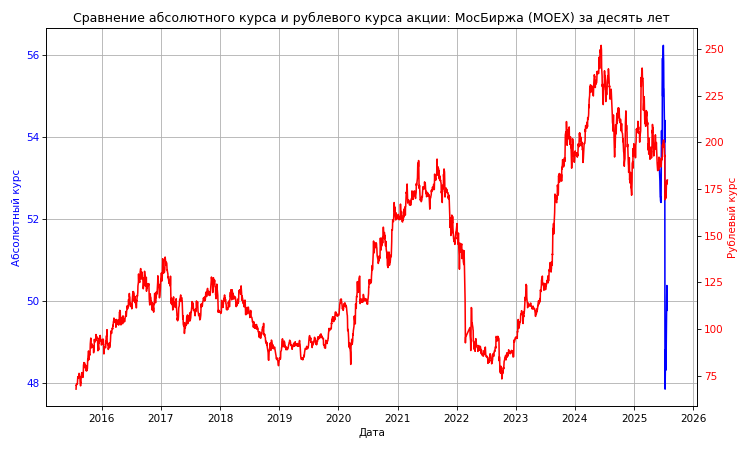 Сравнение абсолютного курса и рублевого курса акции: МосБиржа (MOEX) за десять лет
56
54
52
50
48
Абсолютный курс
250
225
200
175
150
125
100
75
Рублевый курс
2016 2017 2018 2019 2020 2021 2022 2023 2024 2025 2026
Дата